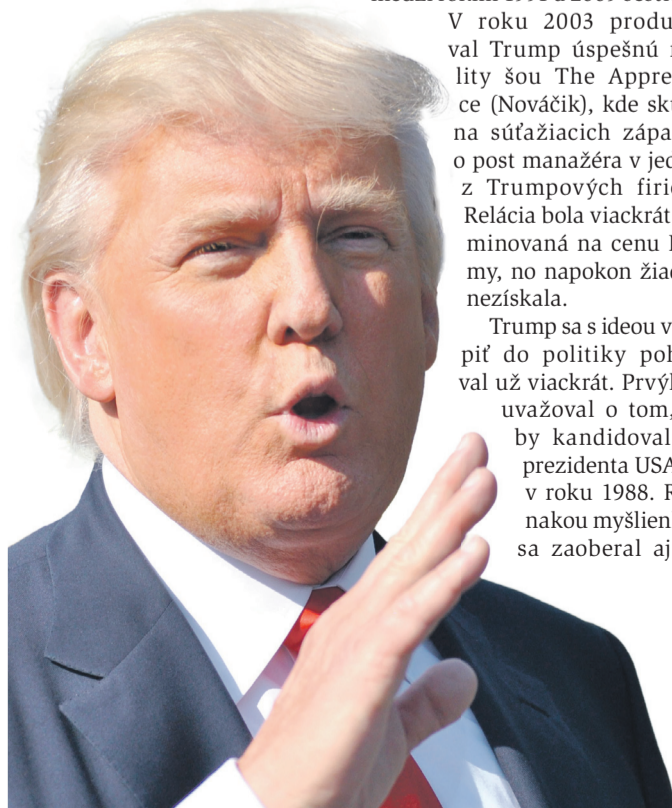 V roku 2003 produ
val Trump úspešnú r
lity šou The Appre
ce (Nováčik), kde sk
na súťažiacich zápa
o post manažéra v jed
z Trumpových firi
Relácia bola viackrát
minovaná na cenu
my, no napokon žiad
nezískala.
Trump sa s ideou v
piť do politiky poh
val už viackrát. Prvýk
uvažoval o tom,
by kandidoval
prezidenta USA
v roku 1988. R
nakou myšlien
sa zaoberal aj